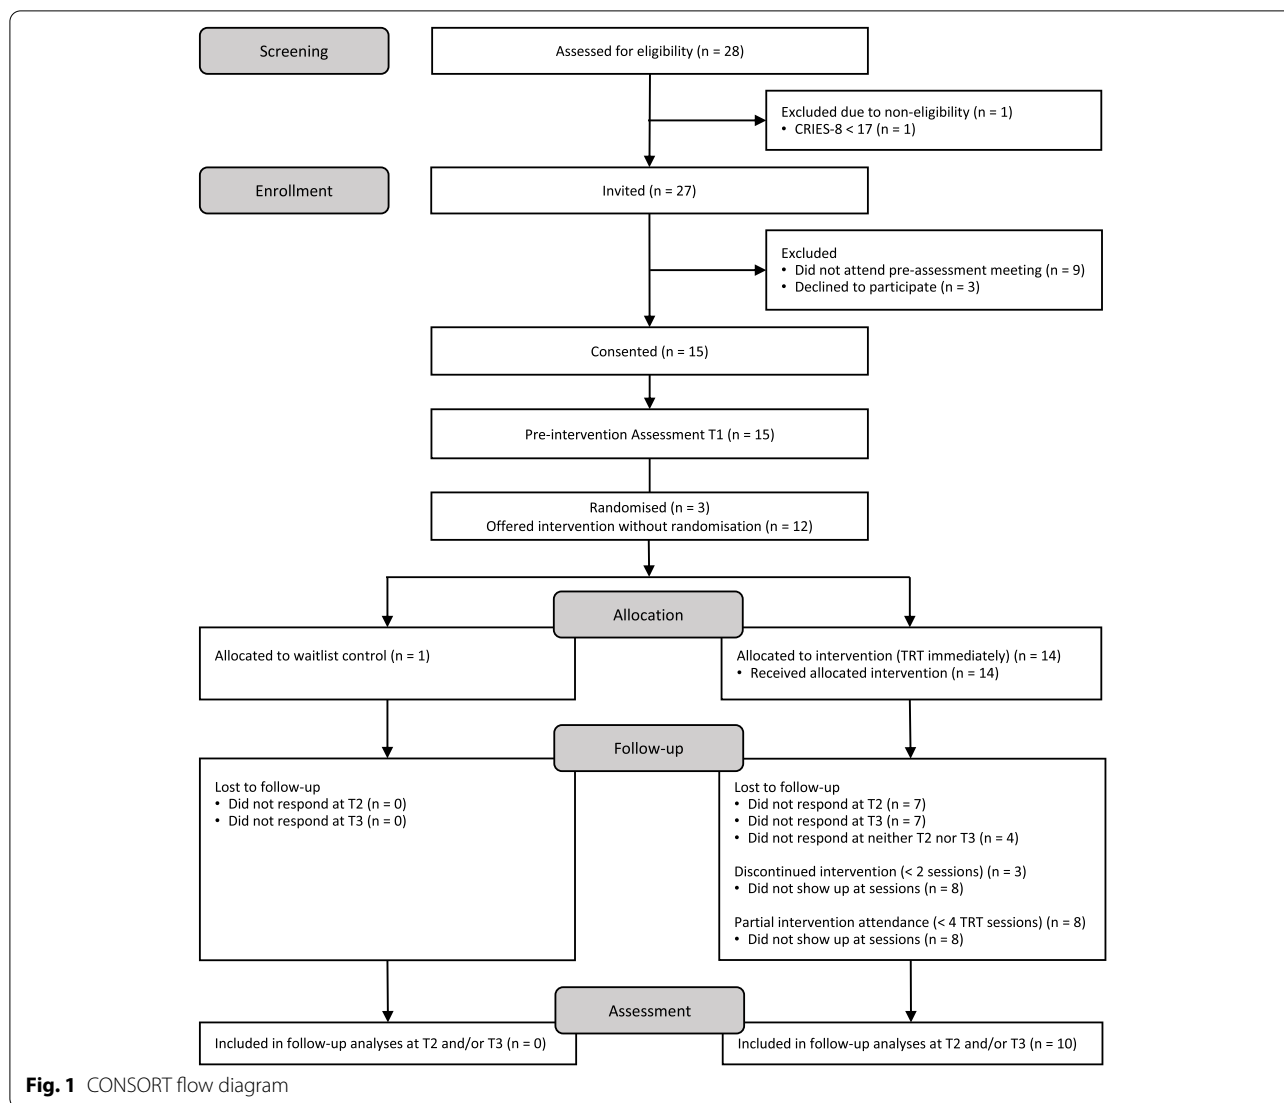 Screening
Assessed for eligibility (n = 28)
Excluded due to non-eligibility (n = 1)
• CRIES-8 < 17 (n = 1)
Enrollment
Invited (n = 27)
Excluded
• Did not attend pre-assessment meeting (n = 9)
• Declined to participate (n = 3)
Consented (n = 15)
Pre-intervention Assessment T1 (n = 15)
Randomised (n = 3)
Offered intervention without randomisation (n = 12)
Allocation
Allocated to waitlist control (n = 1)
Allocated to intervention (TRT immediately) (n = 14)
• Received allocated intervention (n = 14)
Follow-up
Lost to follow-up
• Did not respond at T2 (n = 0)
• Did not respond at T3 (n = 0)
Lost to follow-up
• Did not respond at T2 (n = 7)
• Did not respond at T3 (n = 7)
• Did not respond at neither T2 nor T3 (n = 4)
Discontinued intervention (< 2 sessions) (n = 3)
• Did not show up at sessions (n = 8)
Partial intervention attendance (< 4 TRT sessions) (n = 8)
• Did not show up at sessions (n = 8)
Assessment
Included in follow-up analyses at T2 and/or T3 (n = 0)
Included in follow-up analyses at T2 and/or T3 (n = 10)
Fig. 1 CONSORT flow diagram